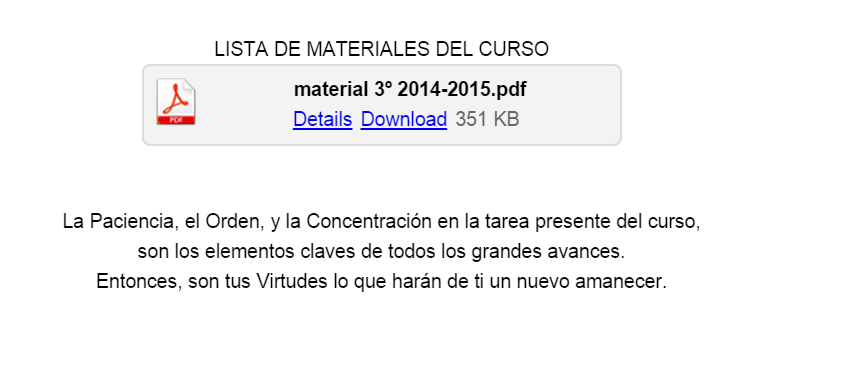 LISTA DE MATERIALES DEL CURSO
material 3º 2014-2015.pdf
Details Download 351 KB
PDF
La Paciencia, el Orden, y la Concentración en la tarea presente del curso,
son los elementos claves de todos los grandes avances.
Entonces, son tus Virtudes lo que harán de ti un nuevo amanecer.